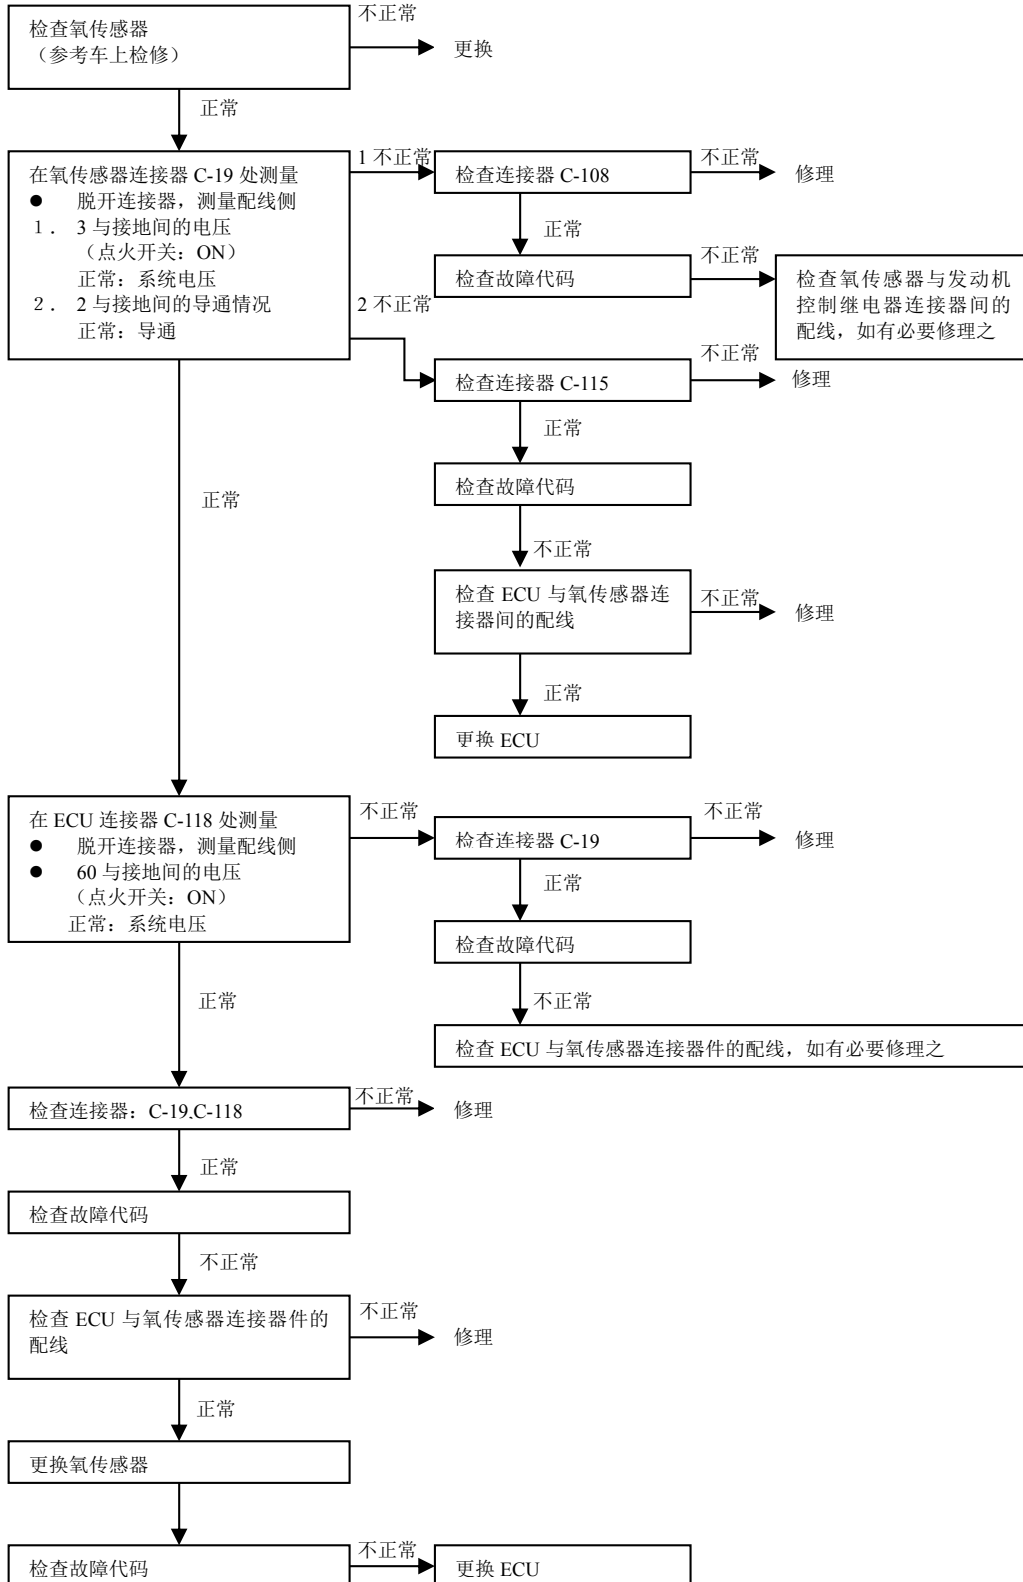 不正常
检查氧传感器
（参考车上检修）
更换
正常
在氧传感器连接器 C-19 处测量
● 脱开连接器，测量配线侧
１． 3 与接地间的电压
（点火开关：ON）
正常：系统电压
２． 2 与接地间的导通情况
正常：导通
1 不正常
检查连接器 C-108
不正常
修理
正常
检查故障代码
不正常
检查氧传感器与发动机
控制继电器连接器间的
配线，如有必要修理之
2 不正常
检查连接器 C-115
不正常
修理
正常
检查故障代码
不正常
检查 ECU 与氧传感器连
接器间的配线
不正常
修理
正常
更换 ECU
正常
在 ECU 连接器 C-118 处测量
● 脱开连接器，测量配线侧
● 60 与接地间的电压
（点火开关：ON）
正常：系统电压
不正常
检查连接器 C-19
不正常
修理
正常
检查故障代码
不正常
检查 ECU 与氧传感器连接器件的配线，如有必要修理之
正常
检查连接器：C-19,C-118
不正常
修理
正常
检查故障代码
不正常
检查 ECU 与氧传感器连接器件的
配线
不正常
修理
正常
更换氧传感器
检查故障代码
不正常
更换 ECU